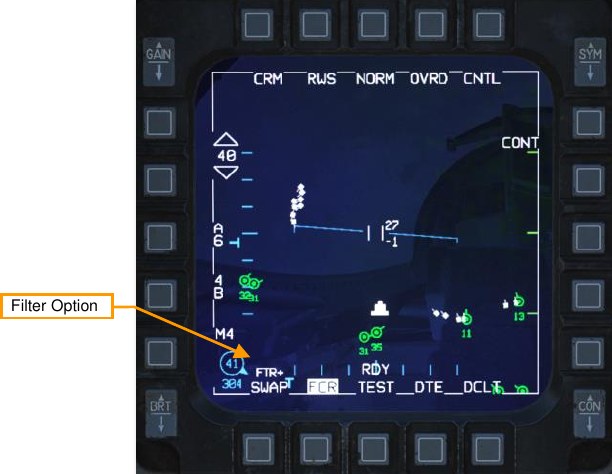 GAIN
SYM
CRM RWS NORM OVRD CNTL
CONT
40
A
6
27
-1
4
B
32 31
13
11
31 35
M4
Filter Option
41
304
FTR+
RDY
SWAP FCR TEST DTE DCLT
BRT
CON